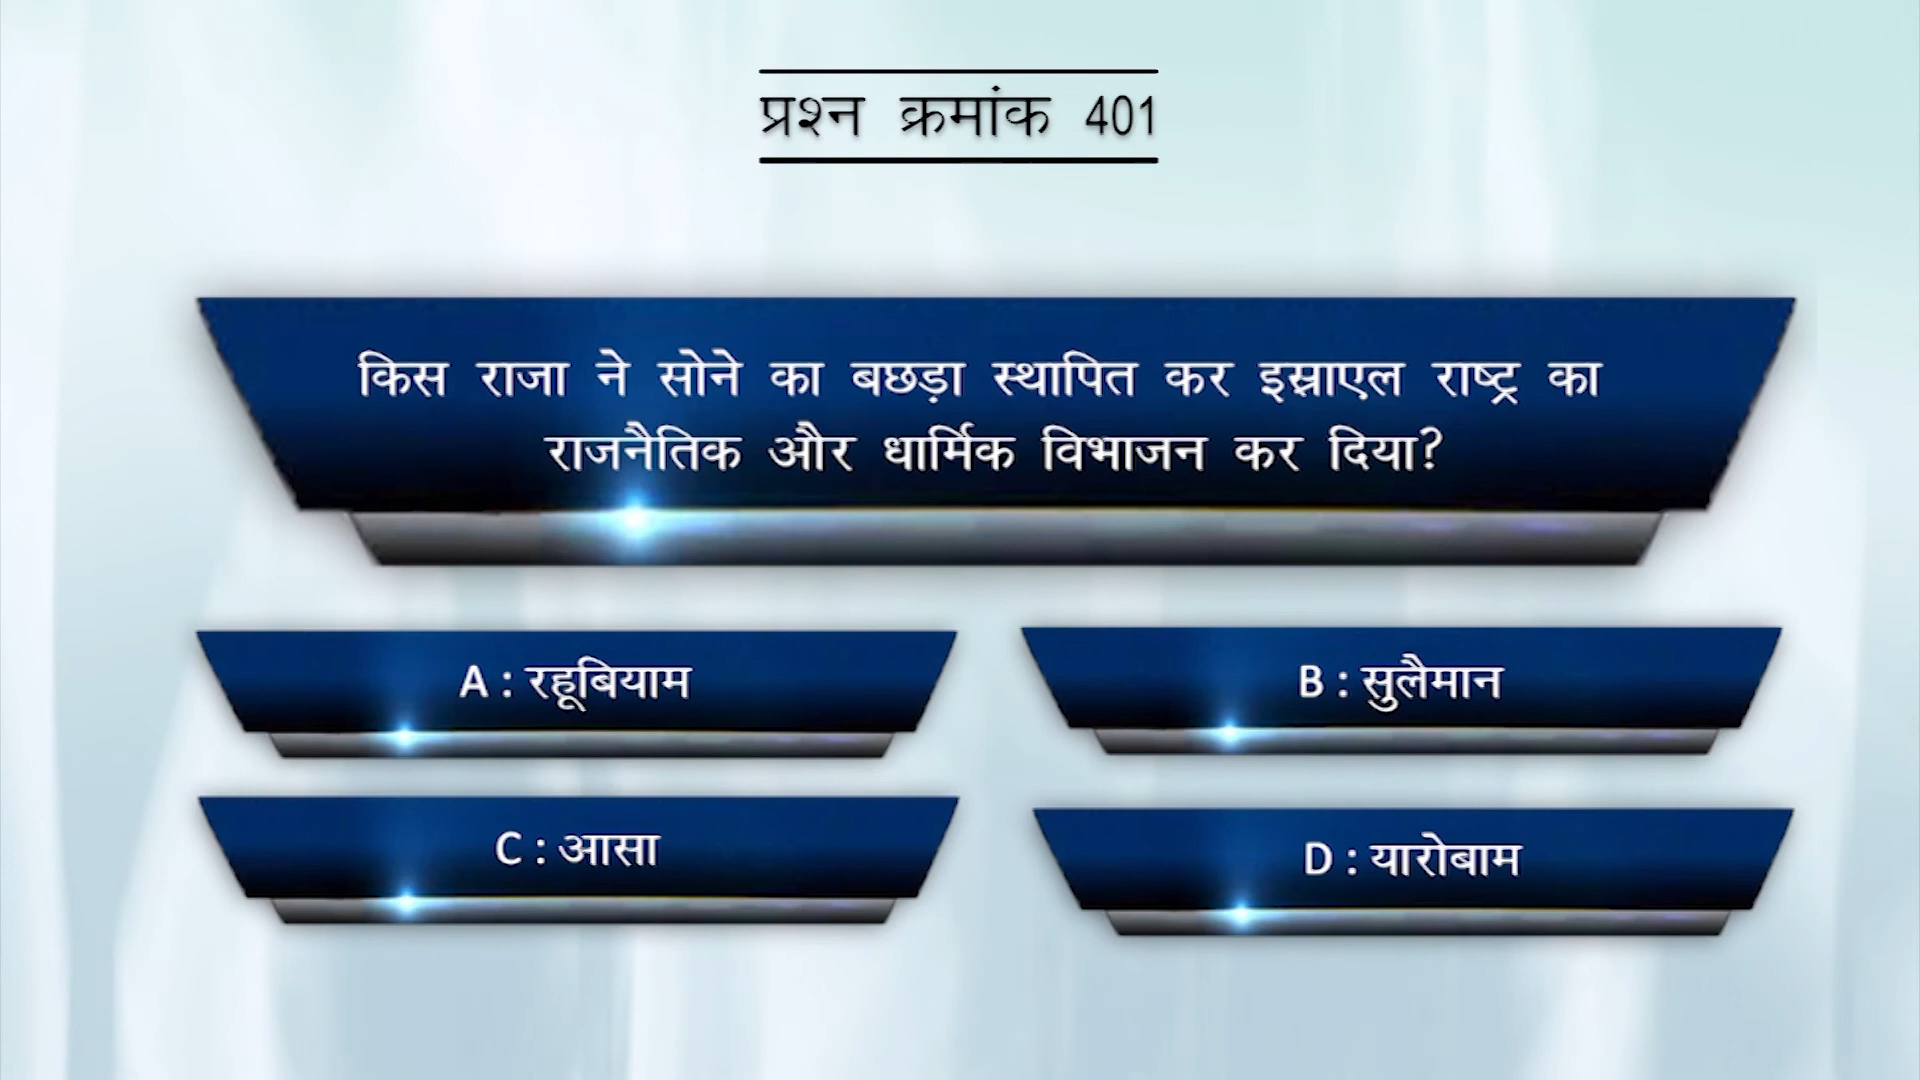 प्रश्न क्रमांक 401
किस राजा ने सोने का बछड़ा स्थापित कर इस्राएल राष्ट्र का
राजनैतिक और धार्मिक विभाजन कर दिया?
A : रहूबियाम
B : सुलैमान
C : आसा
D : यारोबाम